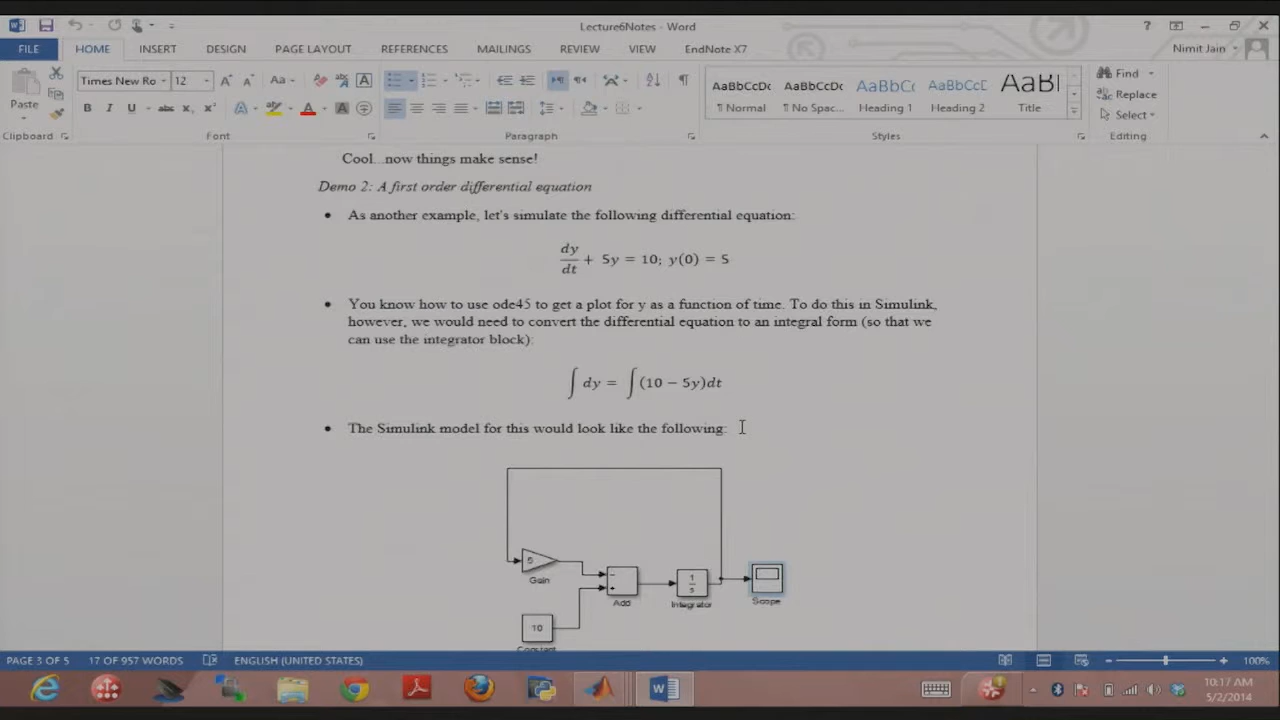 Lecture6Notes - Word
FILE HOME INSERT DESIGN PAGE LAYOUT REFERENCES MAILINGS REVIEW VIEW EndNote X7 Nimit Jain
Times New Ro 12 Aa A
Paste
B I U abc x, x² A A A
AaBbCcDc AaBbCcDc AaBbC AaBbCcD AaB
¶ Normal ¶ No Spac... Heading 1 Heading 2 Title
Find
Replace
Select
Clipboard Font Paragraph Styles Editing
Cool...now things make sense!
Demo 2: A first order differential equation
• As another example, let's simulate the following differential equation:
dy/dt + 5y = 10; y(0) = 5
• You know how to use ode45 to get a plot for y as a function of time. To do this in Simulink,
however, we would need to convert the differential equation to an integral form (so that we
can use the integrator block):
∫ dy = ∫(10 − 5y)dt
• The Simulink model for this would look like the following:
5
Gain
− +
Add
1/s
Integrator
Scope
10
Constant
PAGE 3 OF 5 17 OF 957 WORDS ENGLISH (UNITED STATES) 100%
10:17 AM
5/2/2014